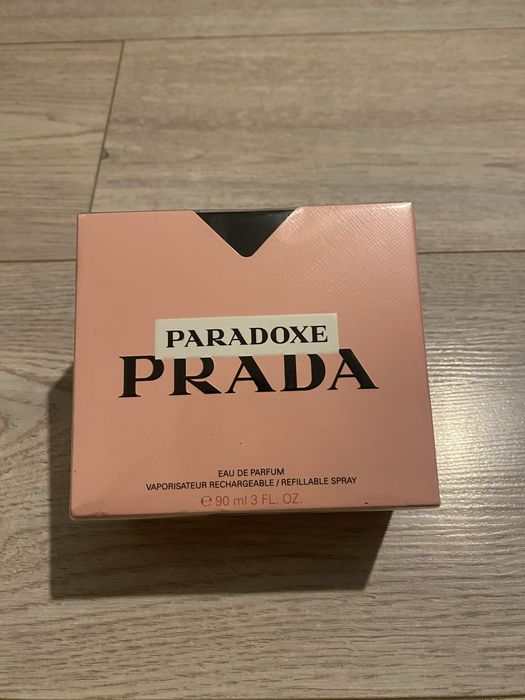 PARADOXE
PRADA
EAU DE PARFUM
VAPORISATEUR RECHARGEABLE / REFILLABLE SPRAY
℮ 90 ml 3 FL. OZ.